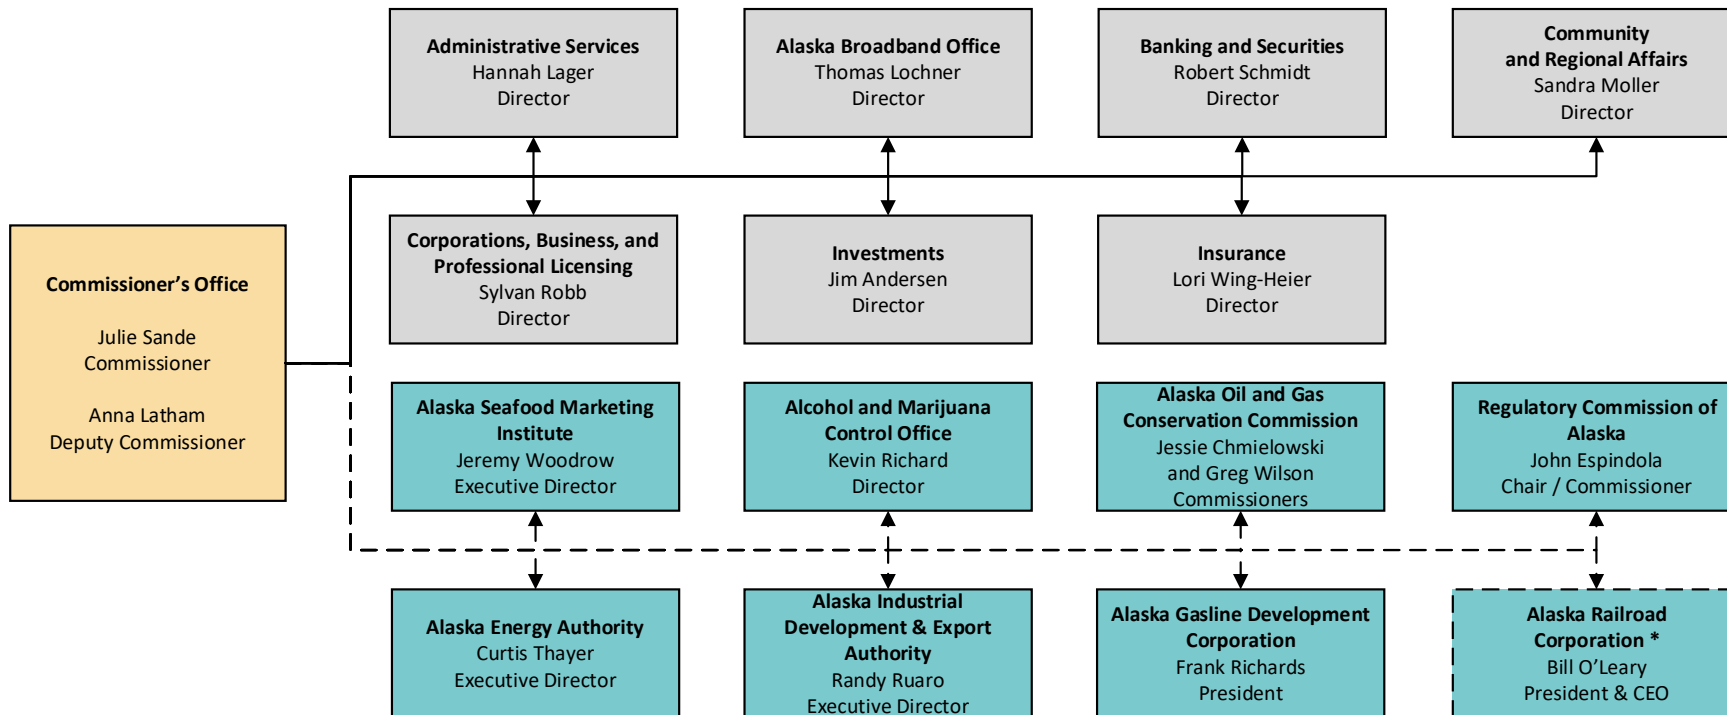 Administrative Services
Hannah Lager
Director
Alaska Broadband Office
Thomas Lochner
Director
Banking and Securities
Robert Schmidt
Director
Community
and Regional Affairs
Sandra Moller
Director
Commissioner’s Office
Julie Sande
Commissioner
Anna Latham
Deputy Commissioner
Corporations, Business, and
Professional Licensing
Sylvan Robb
Director
Investments
Jim Andersen
Director
Insurance
Lori Wing-Heier
Director
Alaska Seafood Marketing
Institute
Jeremy Woodrow
Executive Director
Alcohol and Marijuana
Control Office
Kevin Richard
Director
Alaska Oil and Gas
Conservation Commission
Jessie Chmielowski
and Greg Wilson
Commissioners
Regulatory Commission of
Alaska
John Espindola
Chair / Commissioner
Alaska Energy Authority
Curtis Thayer
Executive Director
Alaska Industrial
Development & Export
Authority
Randy Ruaro
Executive Director
Alaska Gasline Development
Corporation
Frank Richards
President
Alaska Railroad
Corporation *
Bill O’Leary
President & CEO